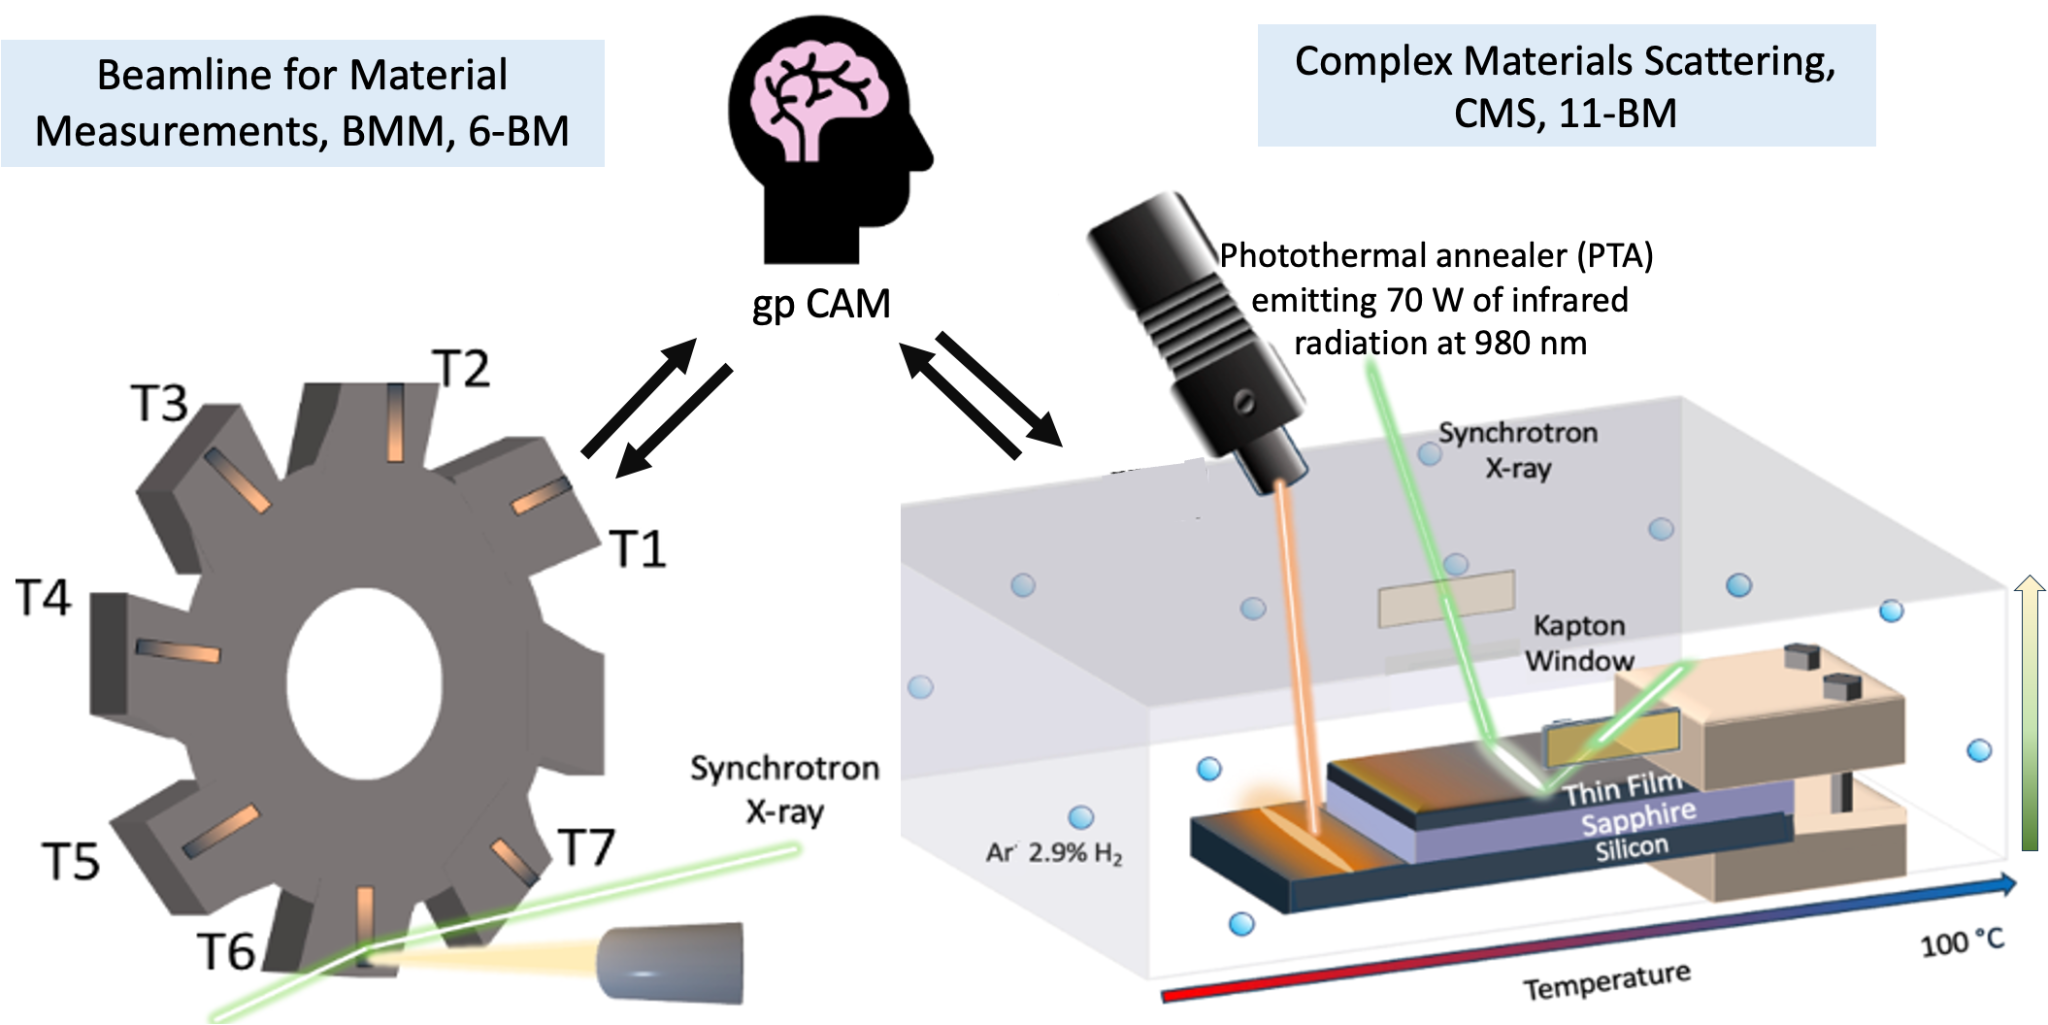 Beamline for Material
Measurements, BMM, 6-BM
Complex Materials Scattering,
CMS, 11-BM
gp CAM
Photothermal annealer (PTA)
emitting 70 W of infrared
radiation at 980 nm
T2
T3
T1
T4
T5
T6
T7
Synchrotron
X-ray
Synchrotron
X-ray
Kapton
Window
Thin Film
Sapphire
Silicon
Ar 2.9% H₂
100 °C
Temperature